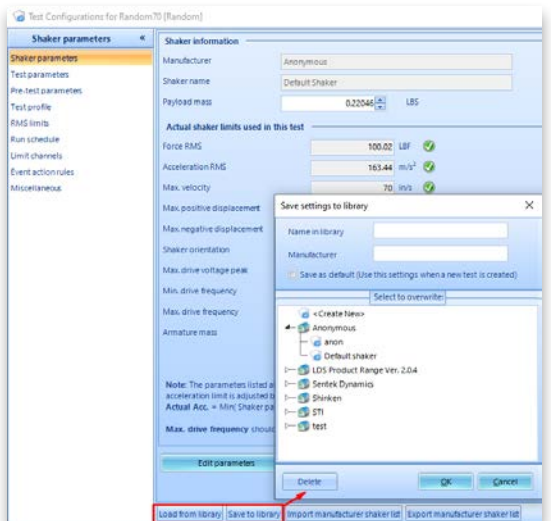 Test Configurations for Random70 [Random]
Shaker parameters «
Shaker parameters
Test parameters
Pre-test parameters
Test profile
RMS limits
Run schedule
Limit channels
Event action rules
Miscellaneous
Shaker information
Manufacturer Anonymous
Shaker name Default Shaker
Payload mass 0.22046 LBS
Actual shaker limits used in this test
Force RMS 100.02 LBF
Acceleration RMS 163.44 m/s²
Max. velocity 70 in/s
Max. positive displacement
Max. negative displacement
Shaker orientation
Max. drive voltage peak
Min. drive frequency
Max. drive frequency
Armature mass
Note: The parameters listed a
acceleration limit is adjusted b
Actual Acc. = Min( Shaker pa
Max. drive frequency shoul
Edit parameters
Load from library Save to library Import manufacturer shaker list Export manufacturer shaker list
Save settings to library
Name in library
Manufacturer
Save as default (Use this settings when a new test is created)
Select to overwrite:
<Create New>
Anonymous
anon
Default shaker
LDS Product Range Ver. 2.0.4
Sentek Dynamics
Shinken
STI
test
Delete OK Cancel